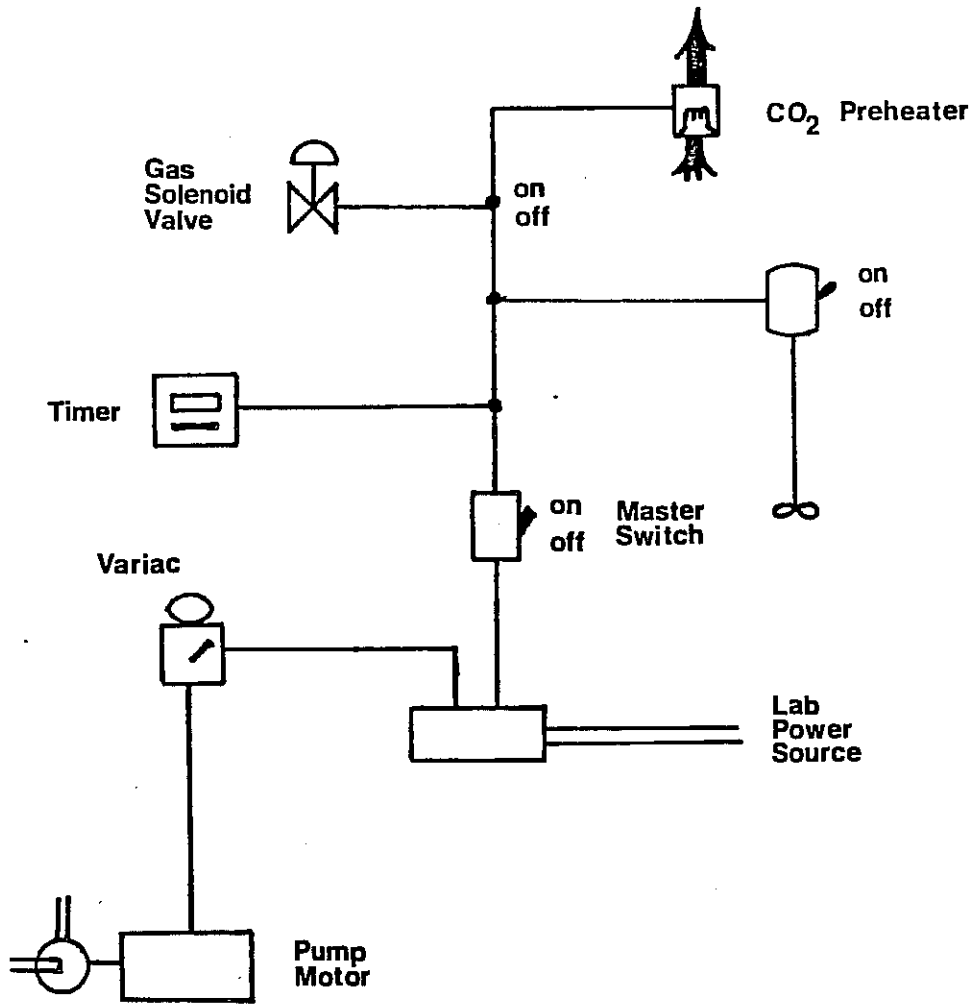 CO2 Preheater
Gas
Solenoid
Valve
on
off
on
off
Timer
on
off
Master
Switch
Variac
Lab
Power
Source
Pump
Motor